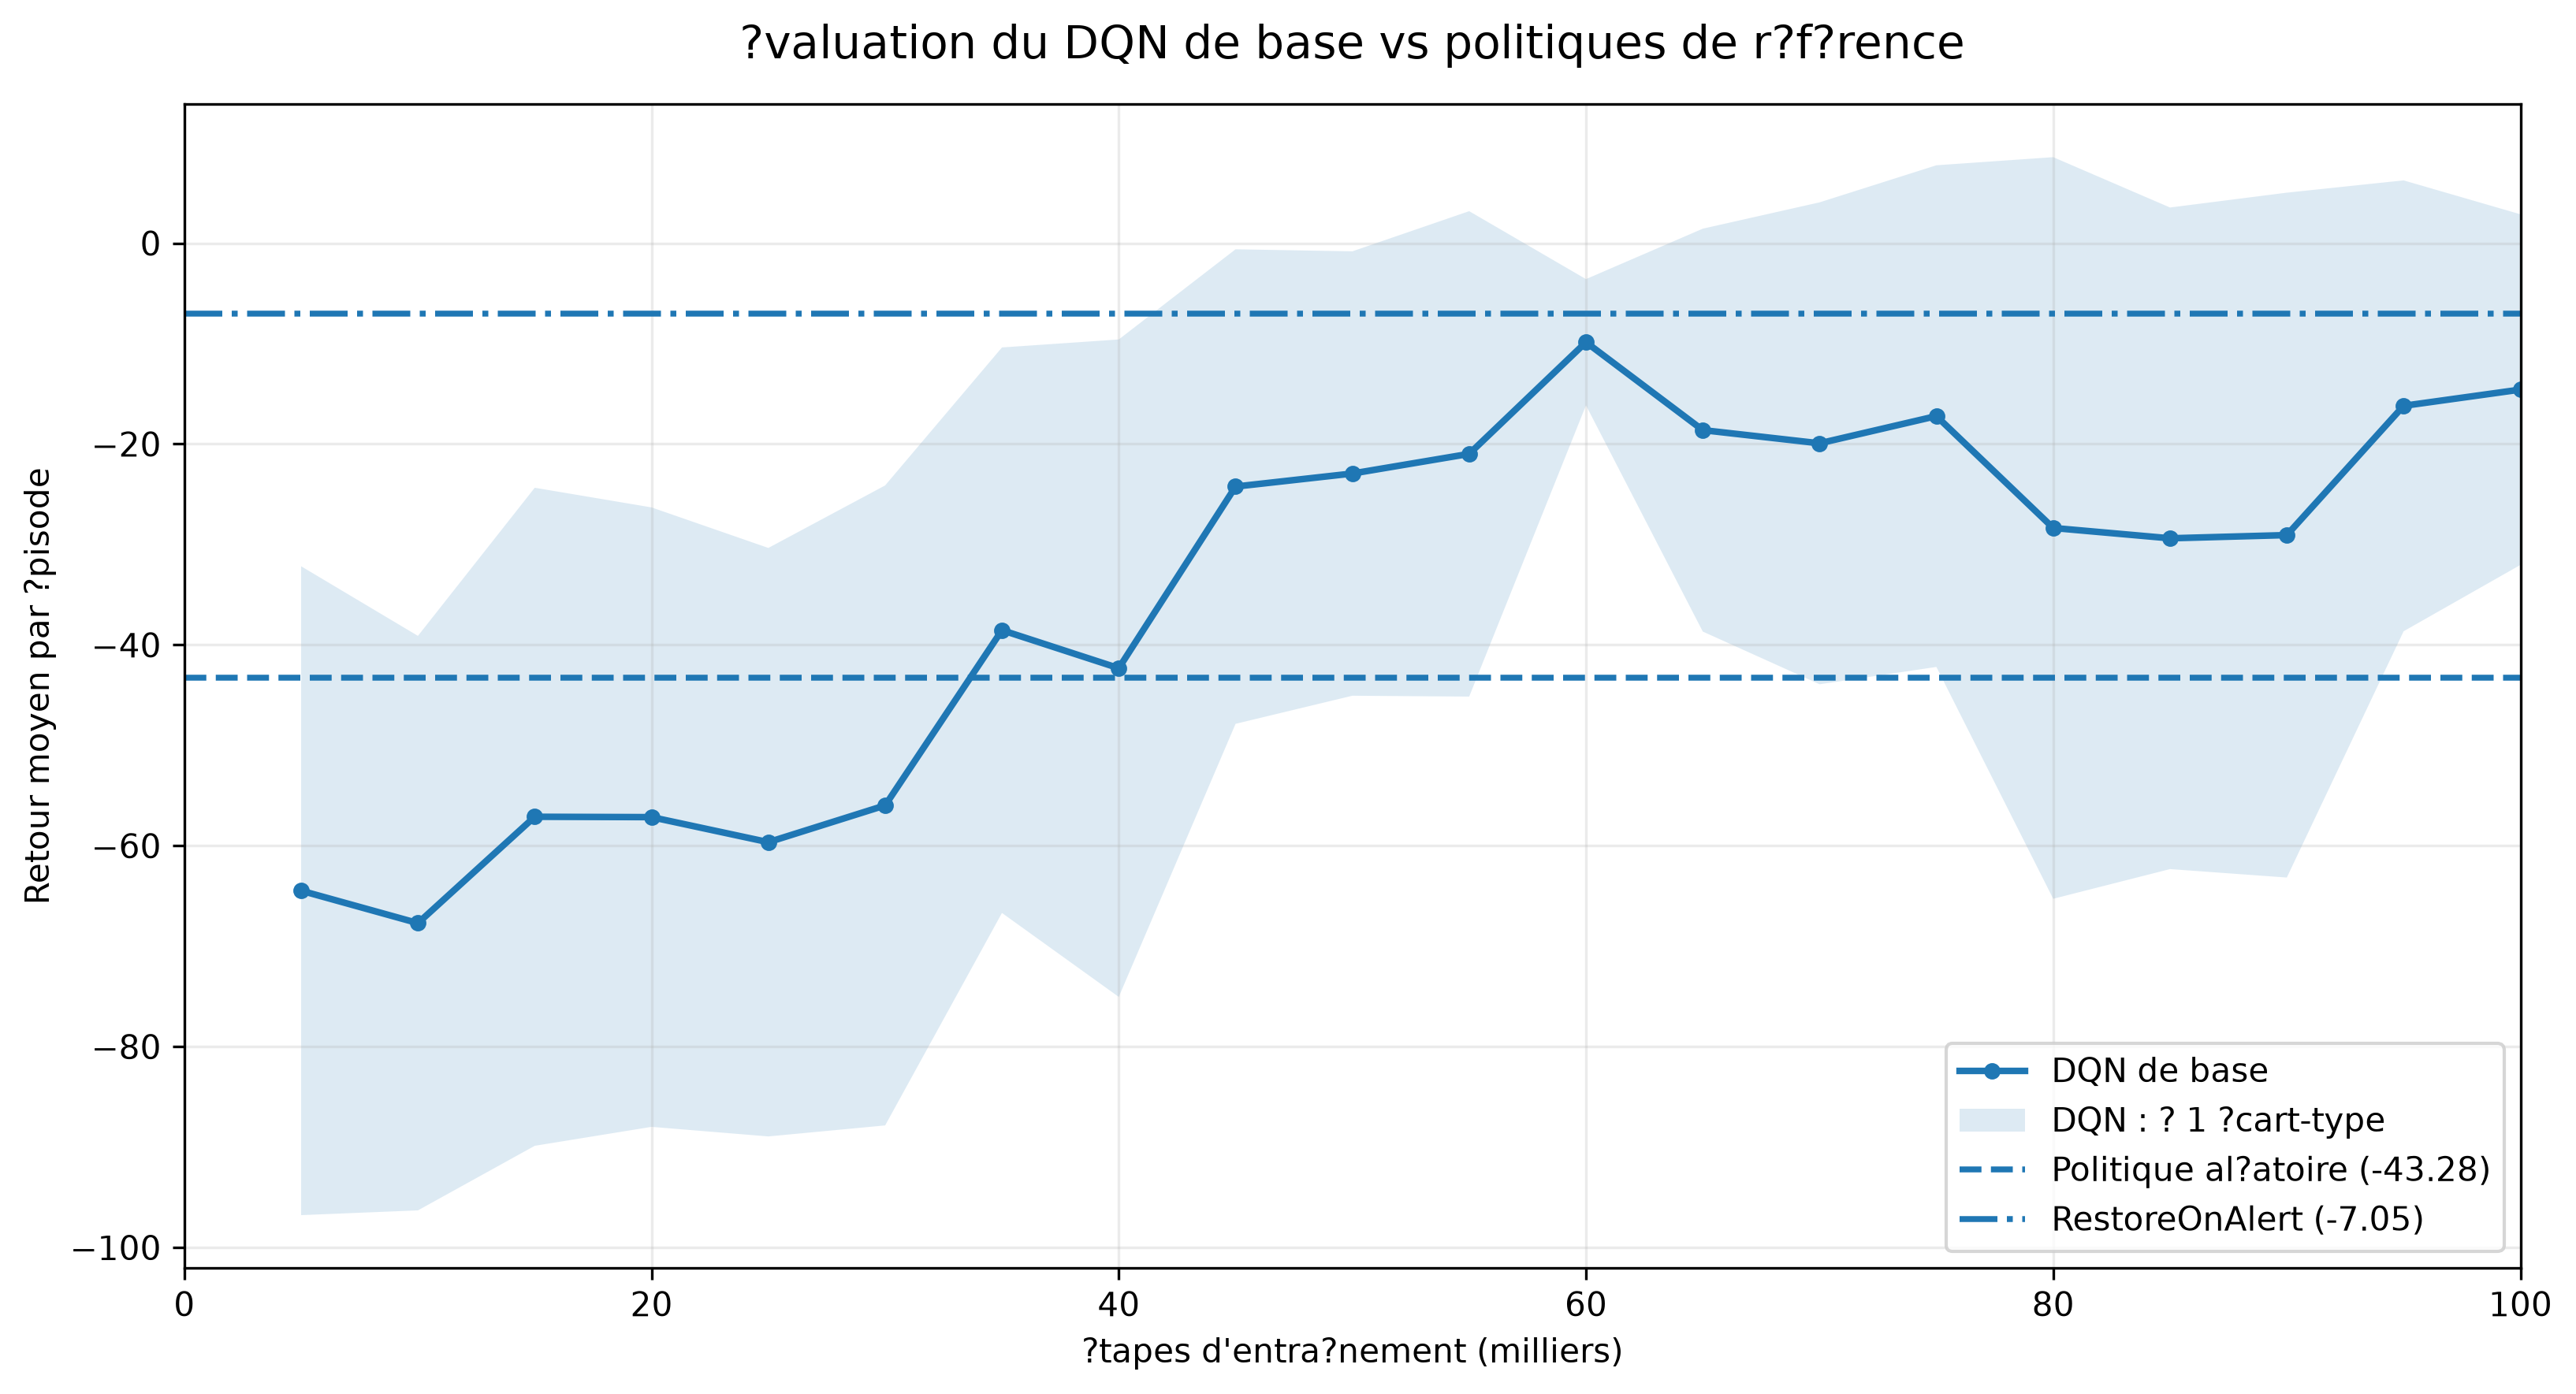 ?valuation du DQN de base vs politiques de r?f?rence
Retour moyen par ?pisode
0
−20
−40
−60
−80
−100
DQN de base
DQN : ? 1 ?cart-type
Politique al?atoire (-43.28)
RestoreOnAlert (-7.05)
0 20 40 60 80 100
?tapes d'entra?nement (milliers)